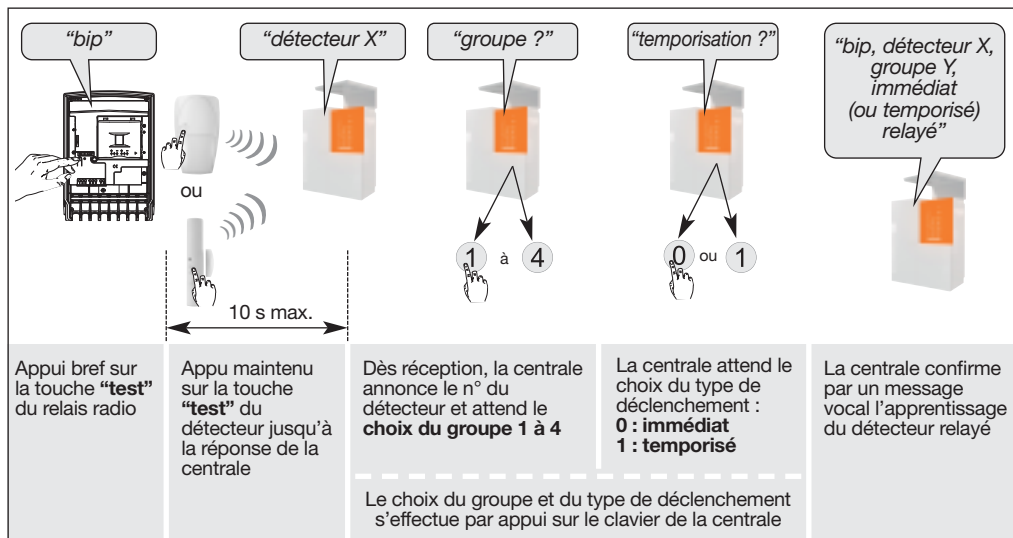 “bip”
“détecteur X”
“groupe ?”
“temporisation ?”
“bip, détecteur X,
groupe Y,
immédiat
(ou temporisé)
relayé”
ou
1 à 4
0 ou 1
10 s max.
Appui bref sur
la touche “test”
du relais radio
Appu maintenu
sur la touche
“test” du
détecteur jusqu’à
la réponse de la
centrale
Dès réception, la centrale
annonce le n° du
détecteur et attend le
choix du groupe 1 à 4
La centrale attend le
choix du type de
déclenchement :
0 : immédiat
1 : temporisé
Le choix du groupe et du type de déclenchement
s’effectue par appui sur le clavier de la centrale
La centrale confirme
par un message
vocal l’apprentissage
du détecteur relayé